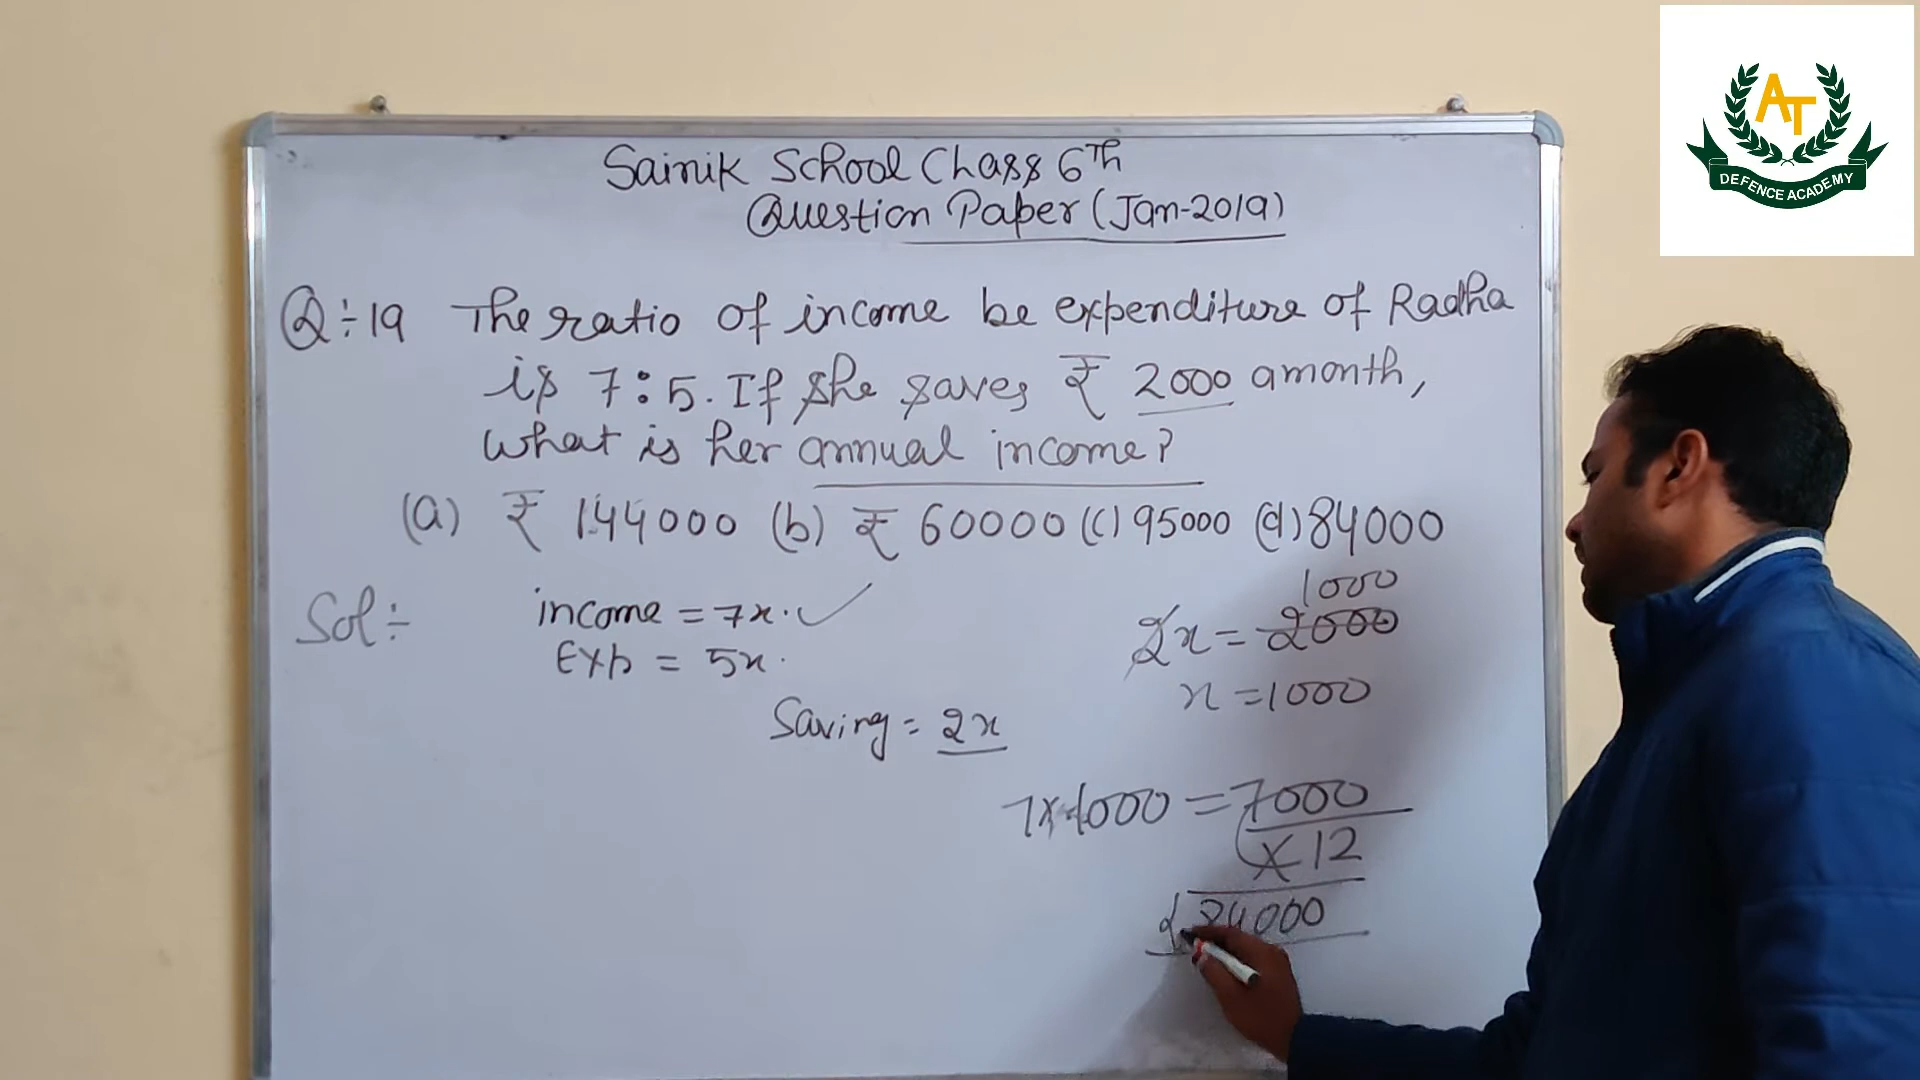 AT
DEFENCE ACADEMY
Sainik School Class 6Th
Question Paper (Jan-2019)
Q÷19 The ratio of income be expenditure of Radha
is 7:5. If she saves ₹ 2000 a month,
What is her annual income?
(a) ₹ 144000 (b) ₹ 60000 (c) 95000 (d) 84000
Sol÷
income = 7x. ✓
Exp = 5x.
Saving = 2x
1000
2x = 2000
x = 1000
7x1000 = 7000
x 12
₹ 84000